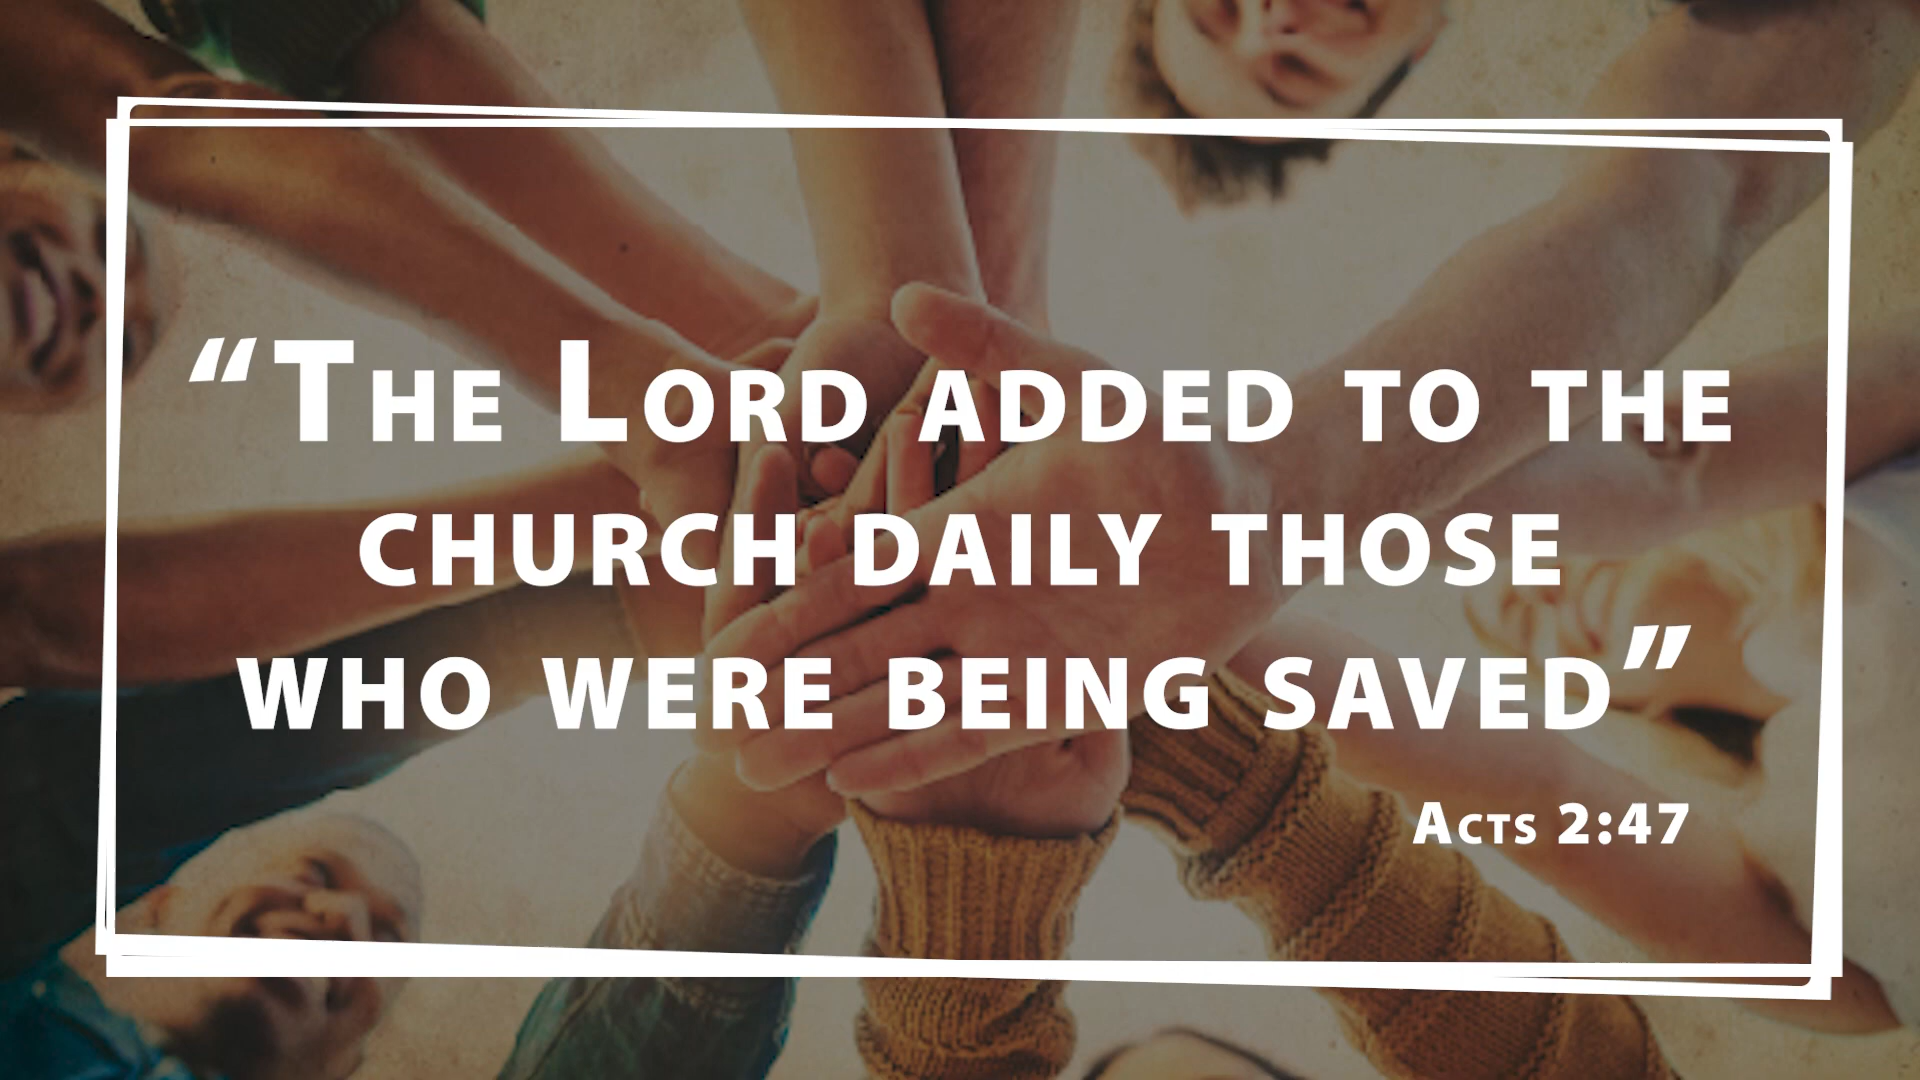 “The Lord added to the
church daily those
who were being saved”
Acts 2:47